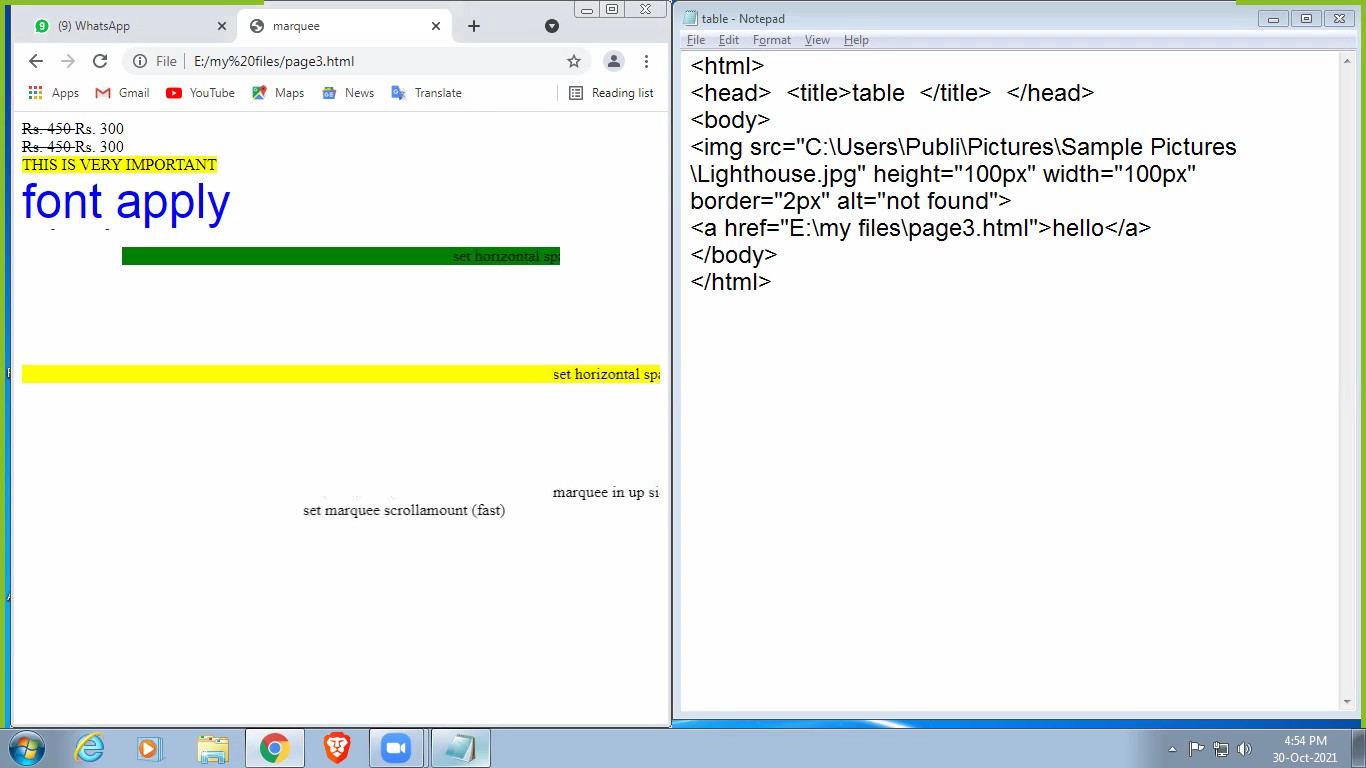 (9) WhatsApp
marquee
File
E:/my%20files/page3.html
Apps
Gmail
YouTube
Maps
News
Translate
Reading list
Rs. 450 Rs. 300
Rs. 450 Rs. 300
THIS IS VERY IMPORTANT
font apply
set horizontal spa
set horizontal spa
marquee in up si
set marquee scrollamount (fast)
table - Notepad
File Edit Format View Help
<html>
<head> <title>table </title> </head>
<body>
<img src="C:\Users\Publi\Pictures\Sample Pictures
\Lighthouse.jpg" height="100px" width="100px"
border="2px" alt="not found">
<a href="E:\my files\page3.html">hello</a>
</body>
</html>
4:54 PM
30-Oct-2021